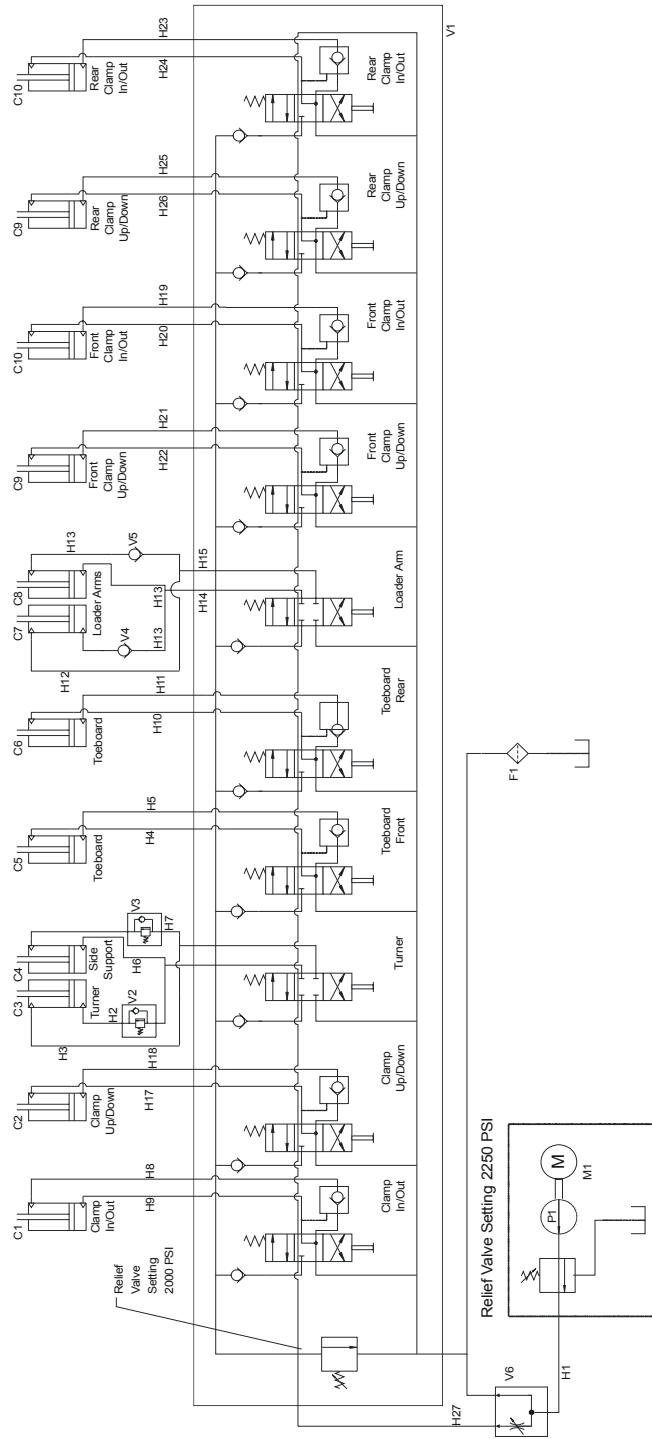 C1
Clamp
In/Out
H8
H9
C2
Clamp
Up/Down
H17
H18
C3
Turner
H3
H2
V2
C4
Side
Support
H6
V3
H7
C5
Toeboard
H5
H4
C6
Toeboard
H11
H10
C7
C8
Loader Arms
H12
V4
H13
H13
H13
V5
H14
H15
C9
Front
Clamp
Up/Down
H21
H22
C10
Front
Clamp
In/Out
H19
H20
C9
Rear
Clamp
Up/Down
H25
H26
C10
Rear
Clamp
In/Out
H23
H24
Relief
Valve
Setting
2000 PSI
Clamp
In/Out
Clamp
Up/Down
Turner
Toeboard
Front
Toeboard
Rear
Loader Arm
Front
Clamp
Up/Down
Front
Clamp
In/Out
Rear
Clamp
Up/Down
Rear
Clamp
In/Out
V1
H27
V6
H1
Relief Valve Setting 2250 PSI
P1
M
M1
F1